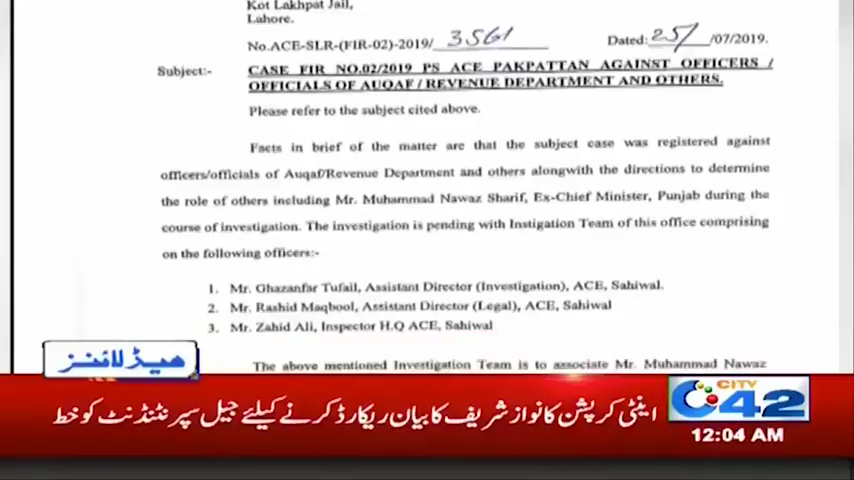 Kot Lakhpat Jail,
Lahore.
No.ACE-SLR-(FIR-02)-2019/ 3561 Dated: 25/ /07/2019.
Subject:- CASE FIR NO.02/2019 PS ACE PAKPATTAN AGAINST OFFICERS /
OFFICIALS OF AUQAF / REVENUE DEPARTMENT AND OTHERS.
Please refer to the subject cited above.
Facts in brief of the matter are that the subject case was registered against
officers/officials of Auqaf/Revenue Department and others alongwith the directions to determine
the role of others including Mr. Muhammad Nawaz Sharif, Ex-Chief Minister, Punjab during the
course of investigation. The investigation is pending with Instigation Team of this office comprising
on the following officers:-
1. Mr. Ghazanfar Tufail, Assistant Director (Investigation), ACE, Sahiwal.
2. Mr. Rashid Maqbool, Assistant Director (Legal), ACE, Sahiwal
3. Mr. Zahid Ali, Inspector H.Q ACE, Sahiwal
The above mentioned Investigation Team is to associate Mr. Muhammad Nawaz
ہیڈلائنز
اینٹی کرپشن کا نواز شریف کا بیان ریکارڈ کرنے کیلئے جیل سپرنٹنڈنٹ کو خط
CITY
42
12:04 AM